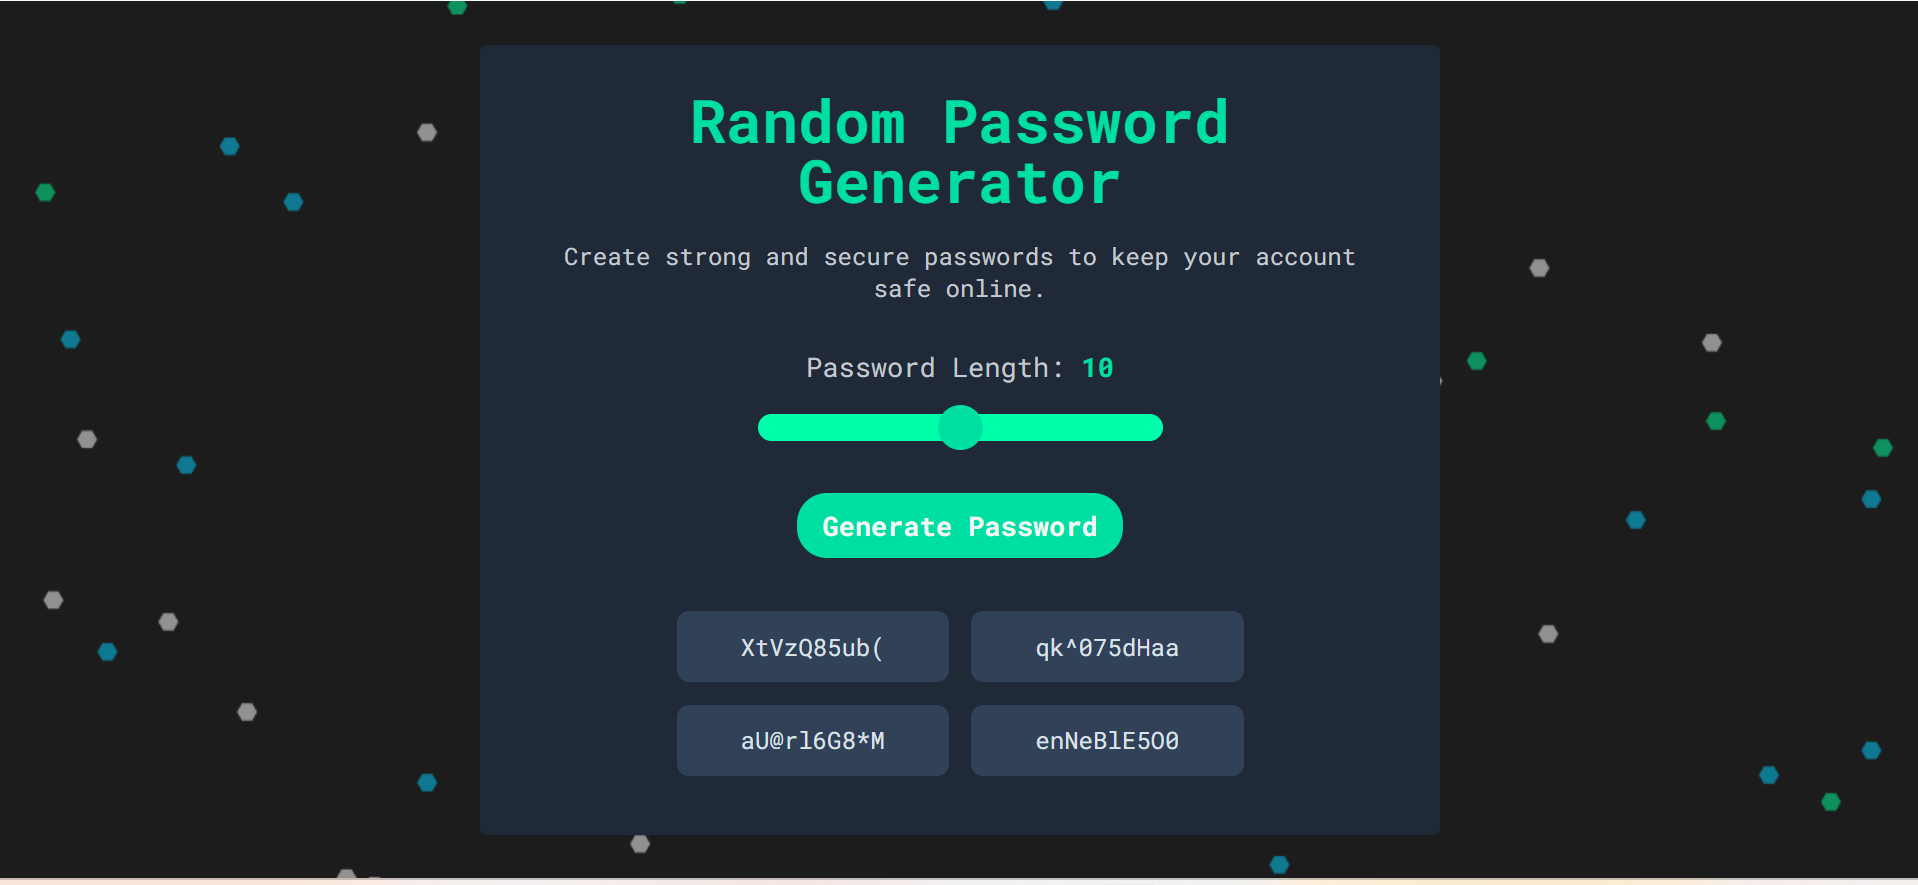 Random Password
Generator
Create strong and secure passwords to keep your account
safe online.
Password Length: 10
Generate Password
XtVzQ85ub(
qk^075dHaa
aU@rl6G8*M
enNeBlE5O0